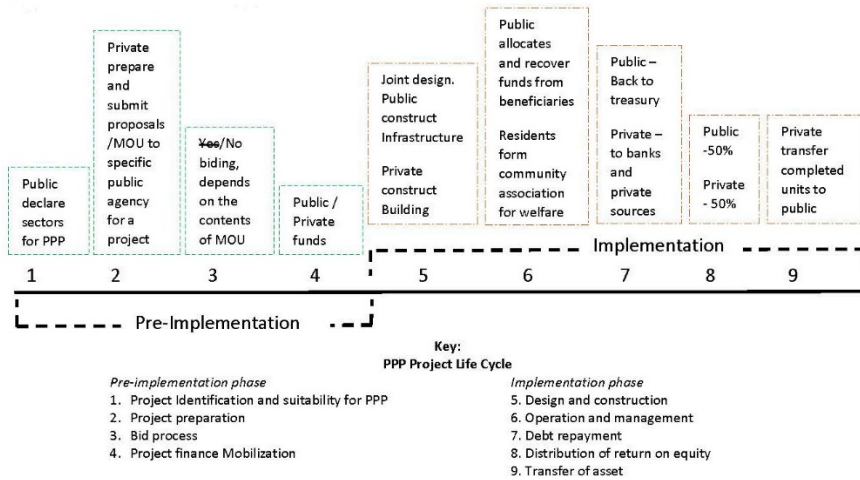 Public
declare
sectors
for PPP
Private
prepare
and
submit
proposals
/MOU to
specific
public
agency
for a
project
Yes/No
biding,
depends
on the
contents
of MOU
Public /
Private
funds
Joint design.
Public
construct
Infrastructure
Private
construct
Building
Public
allocates
and recover
funds from
beneficiaries
Residents
form
community
association
for welfare
Public –
Back to
treasury
Private –
to banks
and
private
sources
Public
-50%
Private
- 50%
Private
transfer
completed
units to
public
Implementation
1 2 3 4 5 6 7 8 9
Pre-Implementation
Key:
PPP Project Life Cycle
Pre-implementation phase
1. Project Identification and suitability for PPP
2. Project preparation
3. Bid process
4. Project finance Mobilization
Implementation phase
5. Design and construction
6. Operation and management
7. Debt repayment
8. Distribution of return on equity
9. Transfer of asset